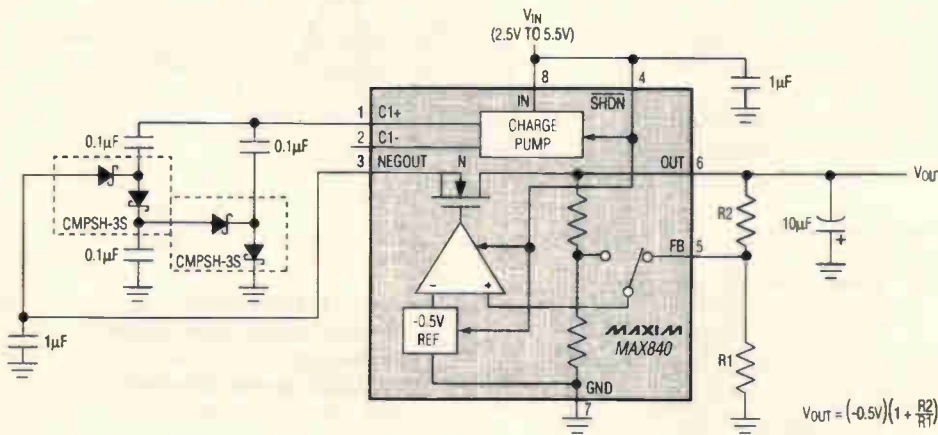 VIN
(2.5V TO 5.5V)
8
4
1µF
IN
SHDN
1
C1+
CHARGE
PUMP
2
C1-
0.1µF
0.1µF
3
NEGOUT
N
OUT
6
VOUT
CMPSH-3S
R2
10µF
+
FB
5
0.1µF
CMPSH-3S
-
+
-0.5V
REF
MAXIM
MAX840
R1
1µF
GND
7
VOUT = (-0.5V)(1 + R2/R1)